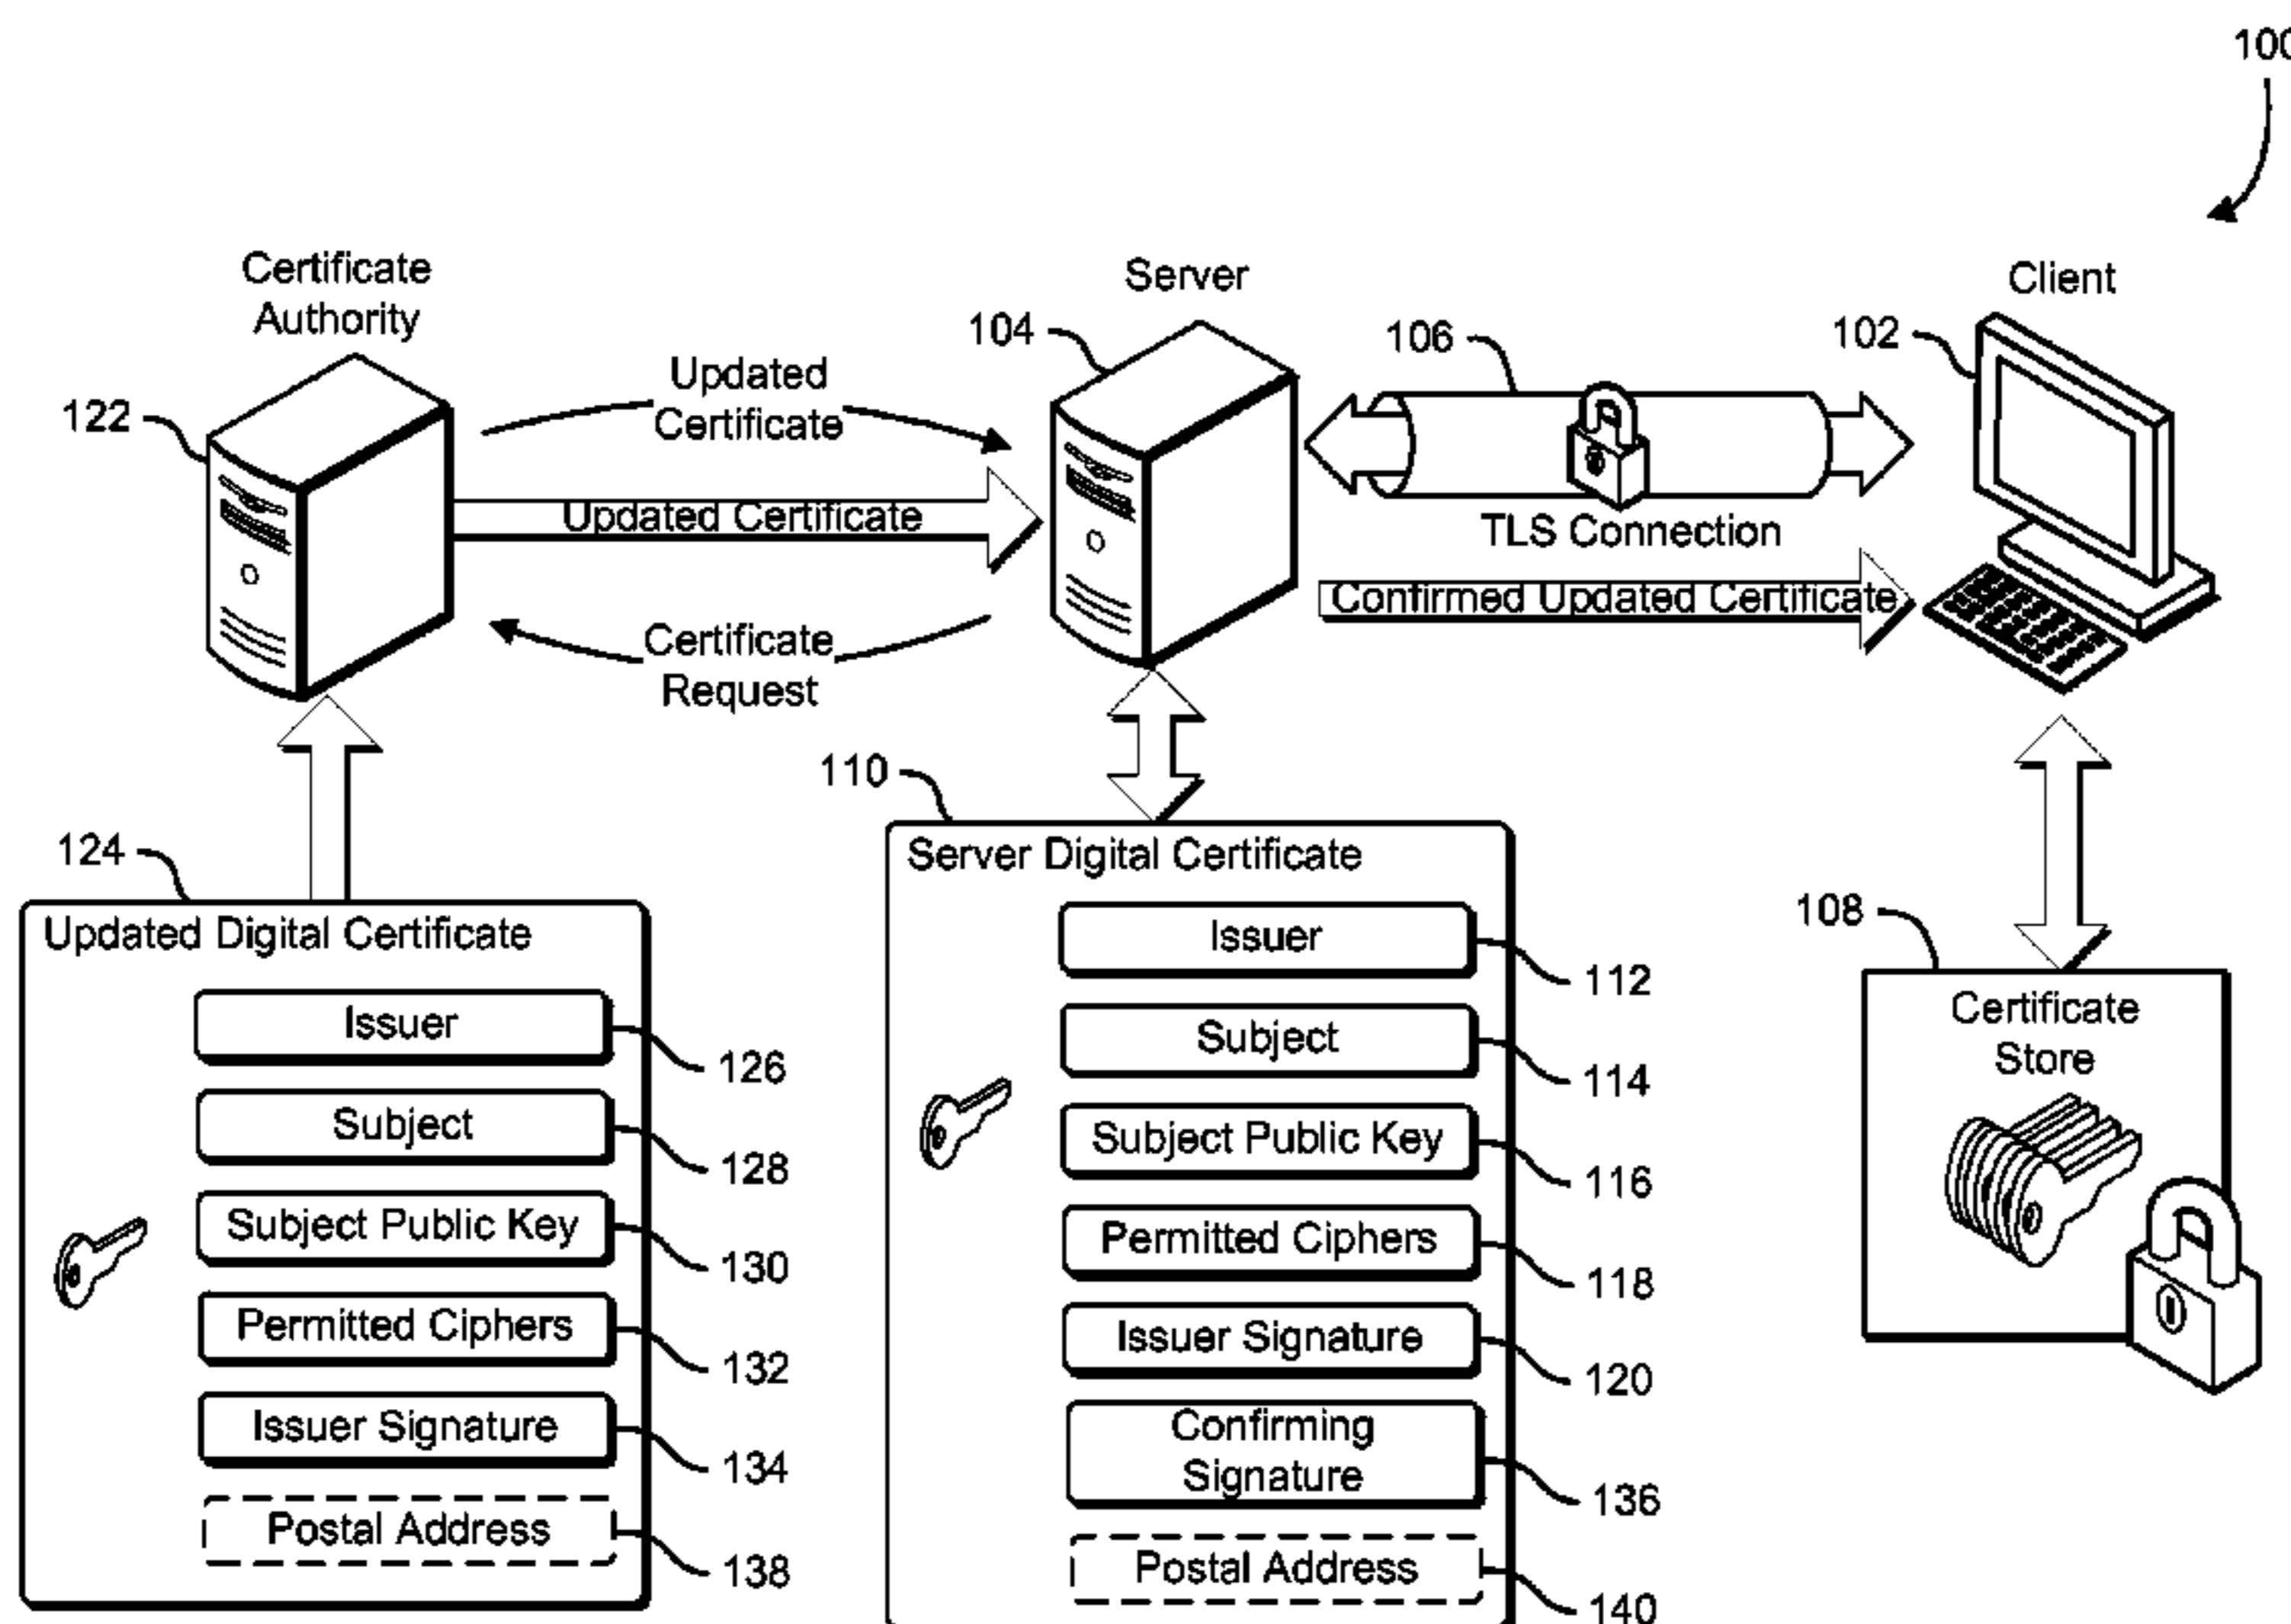 100
Certificate
Authority
122
Updated
Certificate
Updated Certificate
Certificate
Request
Server
104
106
TLS Connection
Confirmed Updated Certificate
Client
102
124
Updated Digital Certificate
Issuer
126
Subject
128
Subject Public Key
130
Permitted Ciphers
132
Issuer Signature
134
Postal Address
138
110
Server Digital Certificate
Issuer
112
Subject
114
Subject Public Key
116
Permitted Ciphers
118
Issuer Signature
120
Confirming
Signature
136
Postal Address
140
108
Certificate
Store